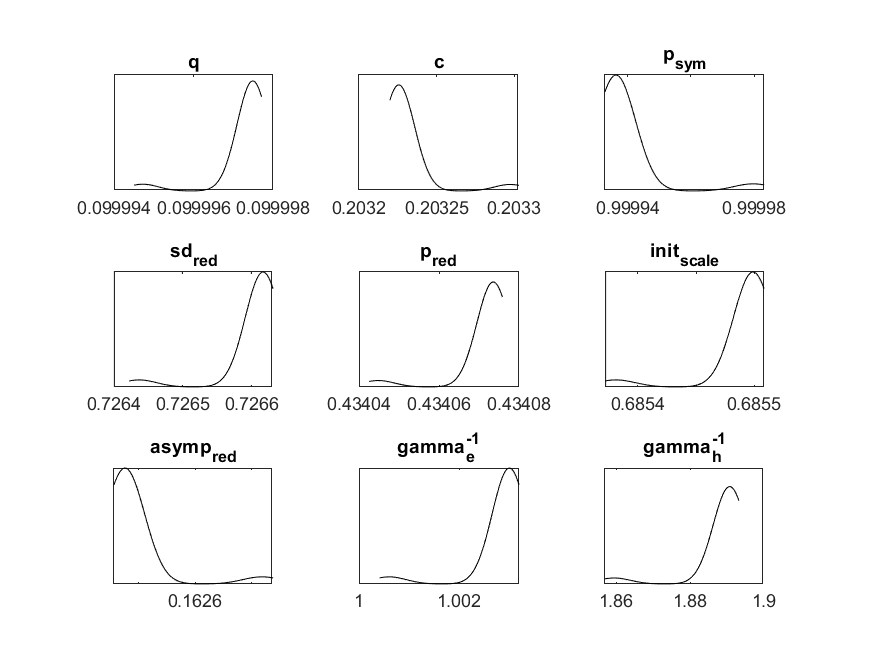 q c p_sym
0.099994 0.099996 0.099998 0.2032 0.20325 0.2033 0.99994 0.99998
sd_red p_red init_scale
0.7264 0.7265 0.7266 0.43404 0.43406 0.43408 0.6854 0.6855
asymp_red gamma_e^-1 gamma_h^-1
0.1626 1 1.002 1.86 1.88 1.9